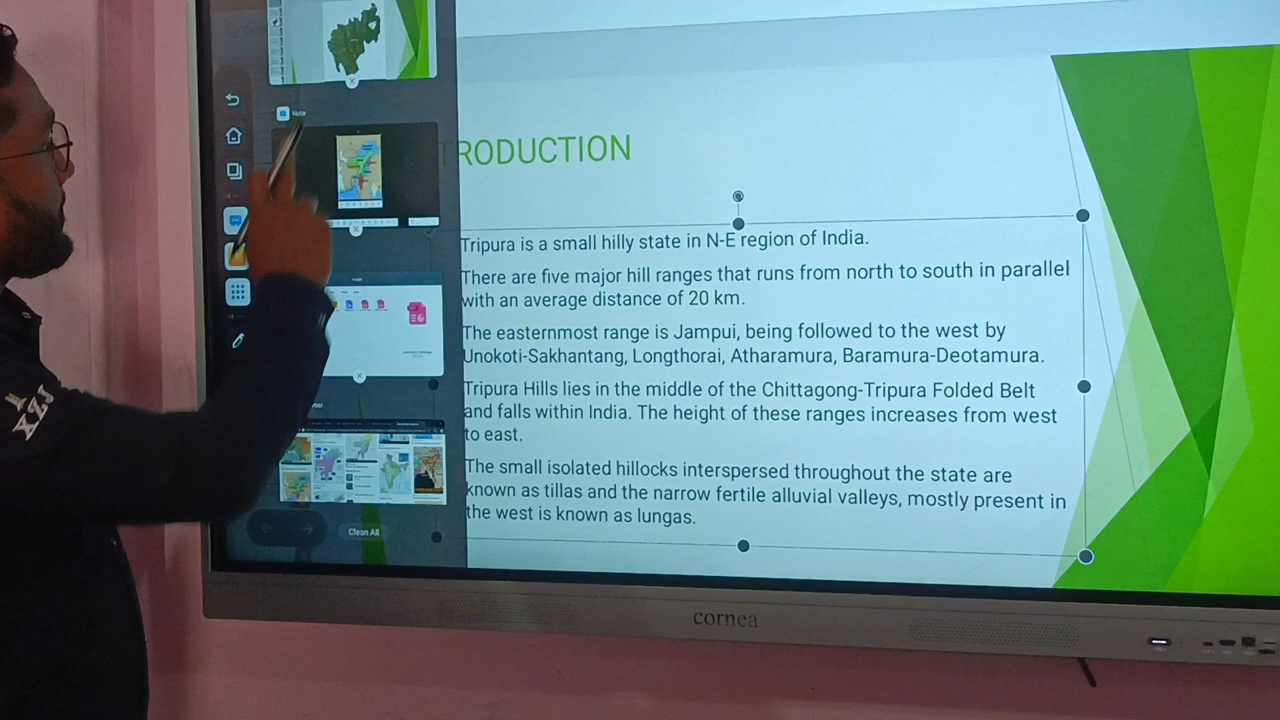 Note
TRODUCTION
Tripura is a small hilly state in N-E region of India.
There are five major hill ranges that runs from north to south in parallel
with an average distance of 20 km.
The easternmost range is Jampui, being followed to the west by
Unokoti-Sakhantang, Longthorai, Atharamura, Baramura-Deotamura.
Tripura Hills lies in the middle of the Chittagong-Tripura Folded Belt
and falls within India. The height of these ranges increases from west
to east.
The small isolated hillocks interspersed throughout the state are
known as tillas and the narrow fertile alluvial valleys, mostly present in
the west is known as lungas.
Clean All
cornea